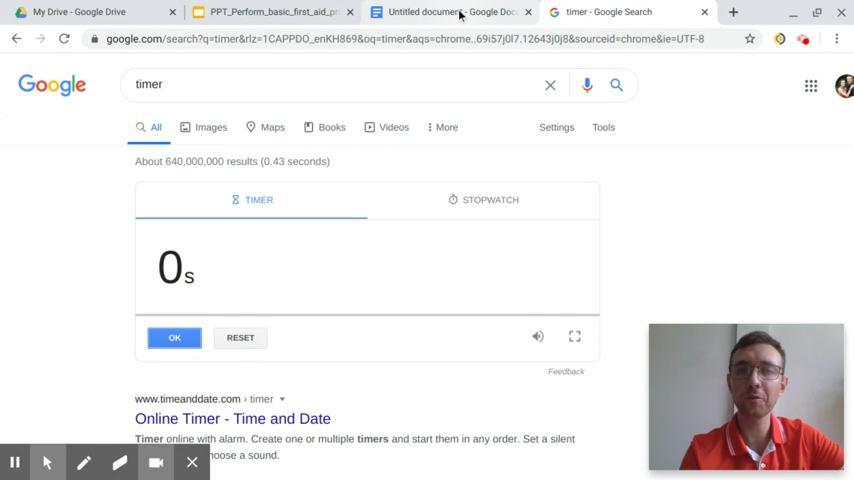 My Drive - Google Drive
PPT_Perform_basic_first_aid_pr
Untitled document - Google Doc
timer - Google Search
google.com/search?q=timer&rlz=1CAPPDO_enKH869&oq=timer&aqs=chrome..69i57j0l7.12643j0j8&sourceid=chrome&ie=UTF-8
Google
timer
All
Images
Maps
Books
Videos
More
Settings
Tools
About 640,000,000 results (0.43 seconds)
TIMER
STOPWATCH
0s
OK
RESET
Feedback
www.timeanddate.com › timer
Online Timer - Time and Date
Timer online with alarm. Create one or multiple timers and start them in any order. Set a silent
hoose a sound.